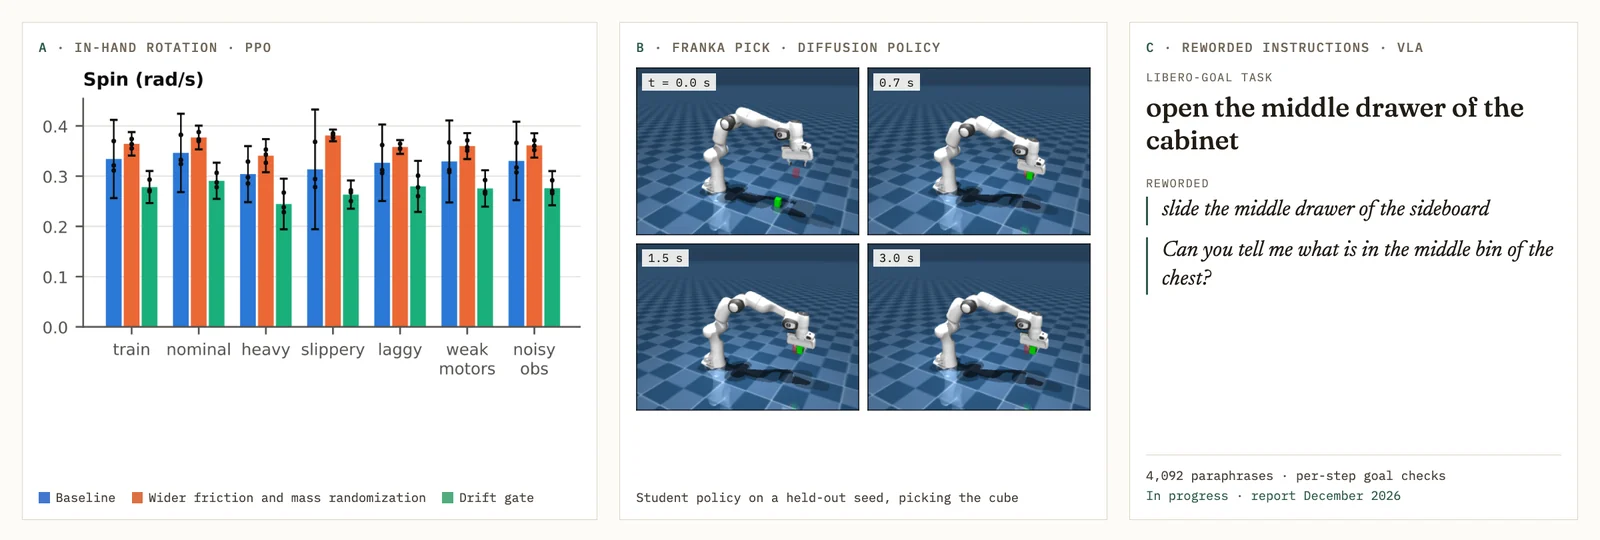 A · IN-HAND ROTATION · PPO
Spin (rad/s)
0.4
0.3
0.2
0.1
0.0
train nominal heavy slippery laggy weak motors noisy obs
Baseline Wider friction and mass randomization Drift gate
B · FRANKA PICK · DIFFUSION POLICY
t = 0.0 s
0.7 s
1.5 s
3.0 s
Student policy on a held-out seed, picking the cube
C · REWORDED INSTRUCTIONS · VLA
LIBERO-GOAL TASK
open the middle drawer of the
cabinet
REWORDED
slide the middle drawer of the sideboard
Can you tell me what is in the middle bin of the
chest?
4,092 paraphrases · per-step goal checks
In progress · report December 2026